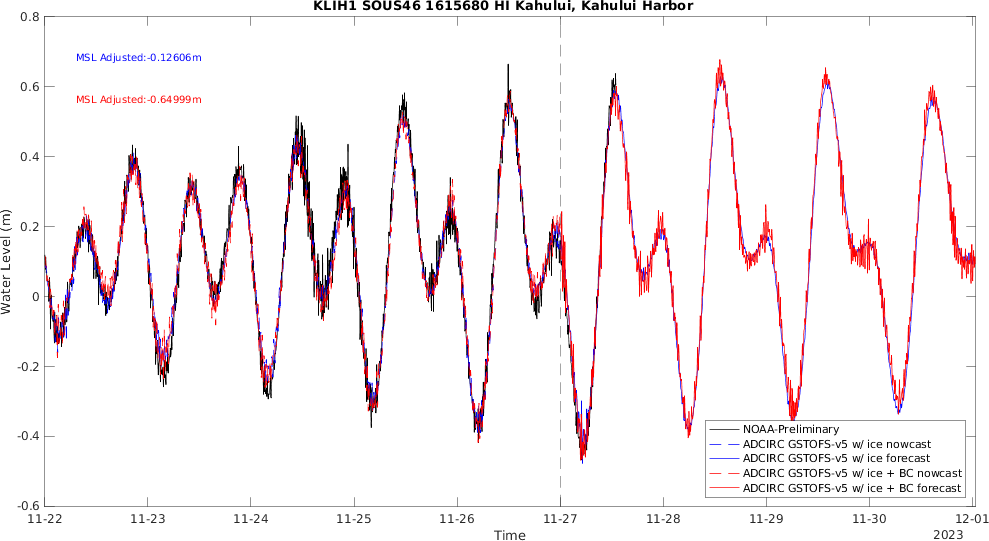 KLIH1 SOUS46 1615680 HI Kahului, Kahului Harbor
0.8
0.6
0.4
0.2
0
-0.2
-0.4
-0.6
Water Level (m)
MSL Adjusted:-0.12606m
MSL Adjusted:-0.64999m
NOAA-Preliminary
ADCIRC GSTOFS-v5 w/ ice nowcast
ADCIRC GSTOFS-v5 w/ ice forecast
ADCIRC GSTOFS-v5 w/ ice + BC nowcast
ADCIRC GSTOFS-v5 w/ ice + BC forecast
11-22 11-23 11-24 11-25 11-26 11-27 11-28 11-29 11-30 12-01
Time
2023